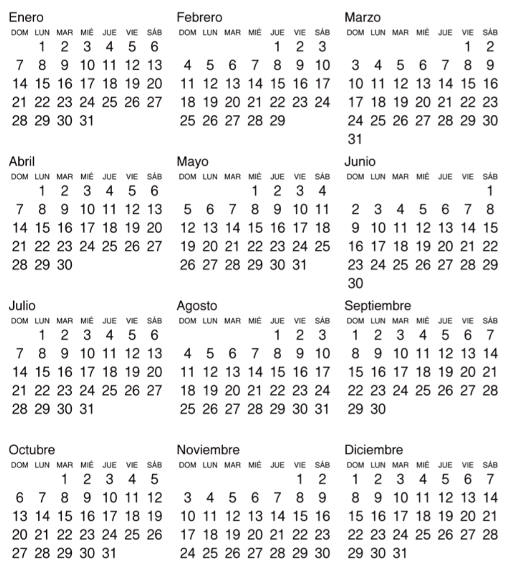 Enero
DOM LUN MAR MIÉ JUE VIE SÁB
1 2 3 4 5 6
7 8 9 10 11 12 13
14 15 16 17 18 19 20
21 22 23 24 25 26 27
28 29 30 31
Febrero
DOM LUN MAR MIÉ JUE VIE SÁB
1 2 3
4 5 6 7 8 9 10
11 12 13 14 15 16 17
18 19 20 21 22 23 24
25 26 27 28 29
Marzo
DOM LUN MAR MIÉ JUE VIE SÁB
1 2
3 4 5 6 7 8 9
10 11 12 13 14 15 16
17 18 19 20 21 22 23
24 25 26 27 28 29 30
31
Abril
DOM LUN MAR MIÉ JUE VIE SÁB
1 2 3 4 5 6
7 8 9 10 11 12 13
14 15 16 17 18 19 20
21 22 23 24 25 26 27
28 29 30
Mayo
DOM LUN MAR MIÉ JUE VIE SÁB
1 2 3 4
5 6 7 8 9 10 11
12 13 14 15 16 17 18
19 20 21 22 23 24 25
26 27 28 29 30 31
Junio
DOM LUN MAR MIÉ JUE VIE SÁB
1
2 3 4 5 6 7 8
9 10 11 12 13 14 15
16 17 18 19 20 21 22
23 24 25 26 27 28 29
30
Julio
DOM LUN MAR MIÉ JUE VIE SÁB
1 2 3 4 5 6
7 8 9 10 11 12 13
14 15 16 17 18 19 20
21 22 23 24 25 26 27
28 29 30 31
Agosto
DOM LUN MAR MIÉ JUE VIE SÁB
1 2 3
4 5 6 7 8 9 10
11 12 13 14 15 16 17
18 19 20 21 22 23 24
25 26 27 28 29 30 31
Septiembre
DOM LUN MAR MIÉ JUE VIE SÁB
1 2 3 4 5 6 7
8 9 10 11 12 13 14
15 16 17 18 19 20 21
22 23 24 25 26 27 28
29 30
Octubre
DOM LUN MAR MIÉ JUE VIE SÁB
1 2 3 4 5
6 7 8 9 10 11 12
13 14 15 16 17 18 19
20 21 22 23 24 25 26
27 28 29 30 31
Noviembre
DOM LUN MAR MIÉ JUE VIE SÁB
1 2
3 4 5 6 7 8 9
10 11 12 13 14 15 16
17 18 19 20 21 22 23
24 25 26 27 28 29 30
Diciembre
DOM LUN MAR MIÉ JUE VIE SÁB
1 2 3 4 5 6 7
8 9 10 11 12 13 14
15 16 17 18 19 20 21
22 23 24 25 26 27 28
29 30 31